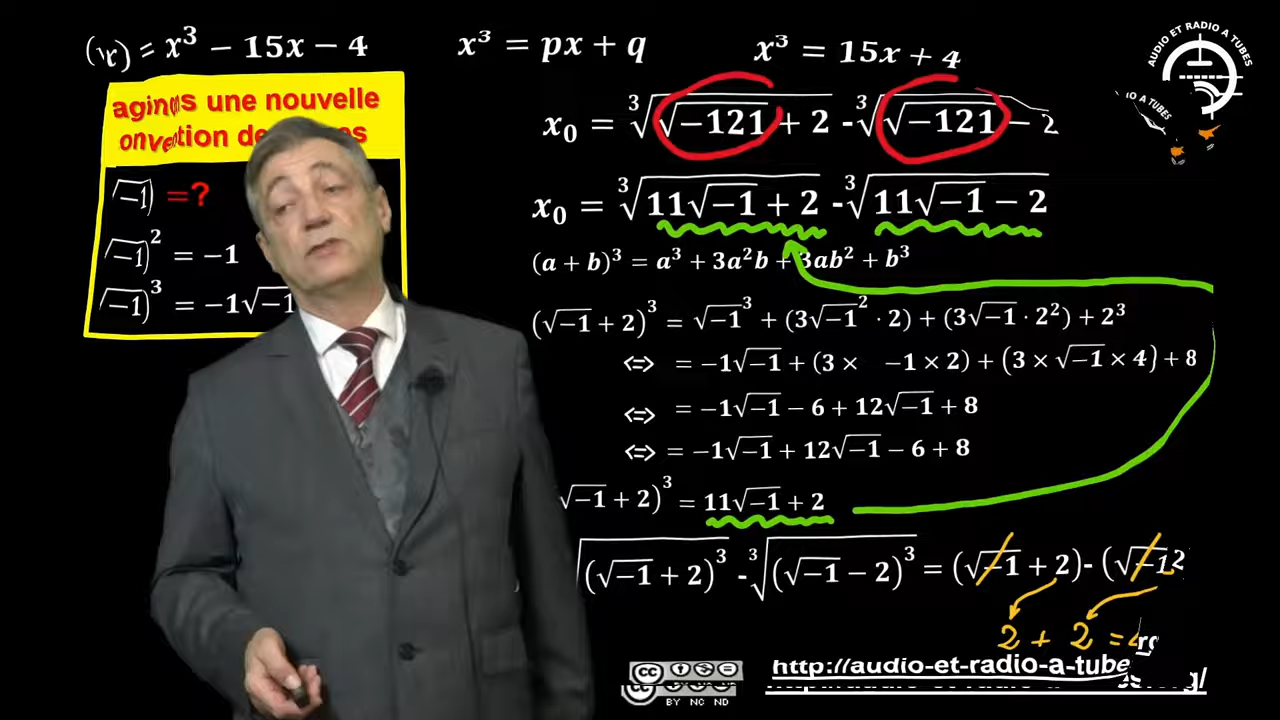 (x) = x³ − 15x − 4
x³ = px + q
x³ = 15x + 4
AUDIO ET RADIO A TUBES
IO A TUBES
une nouvelle
x₀ = ∛(√−121 + 2) - ∛(√−121 − 2)
√−1) = ?
x₀ = ∛(11√−1 + 2) - ∛(11√−1 − 2)
√−1)² = −1
(a + b)³ = a³ + 3a²b + 3ab² + b³
√−1)³ = −1√−1
(√−1 + 2)³ = √−1³ + (3√−1² · 2) + (3√−1 · 2²) + 2³
⇔ = −1√−1 + (3 × −1 × 2) + (3 × √−1 × 4) + 8
⇔ = −1√−1 − 6 + 12√−1 + 8
⇔ = −1√−1 + 12√−1 − 6 + 8
√−1 + 2)³ = 11√−1 + 2
∛(√−1 + 2)³ - ∛(√−1 − 2)³ = (√−1 + 2) - (√−1 2
2 + 2 = 4
http://audio-et-radio-a-tube
cc
BY NC ND